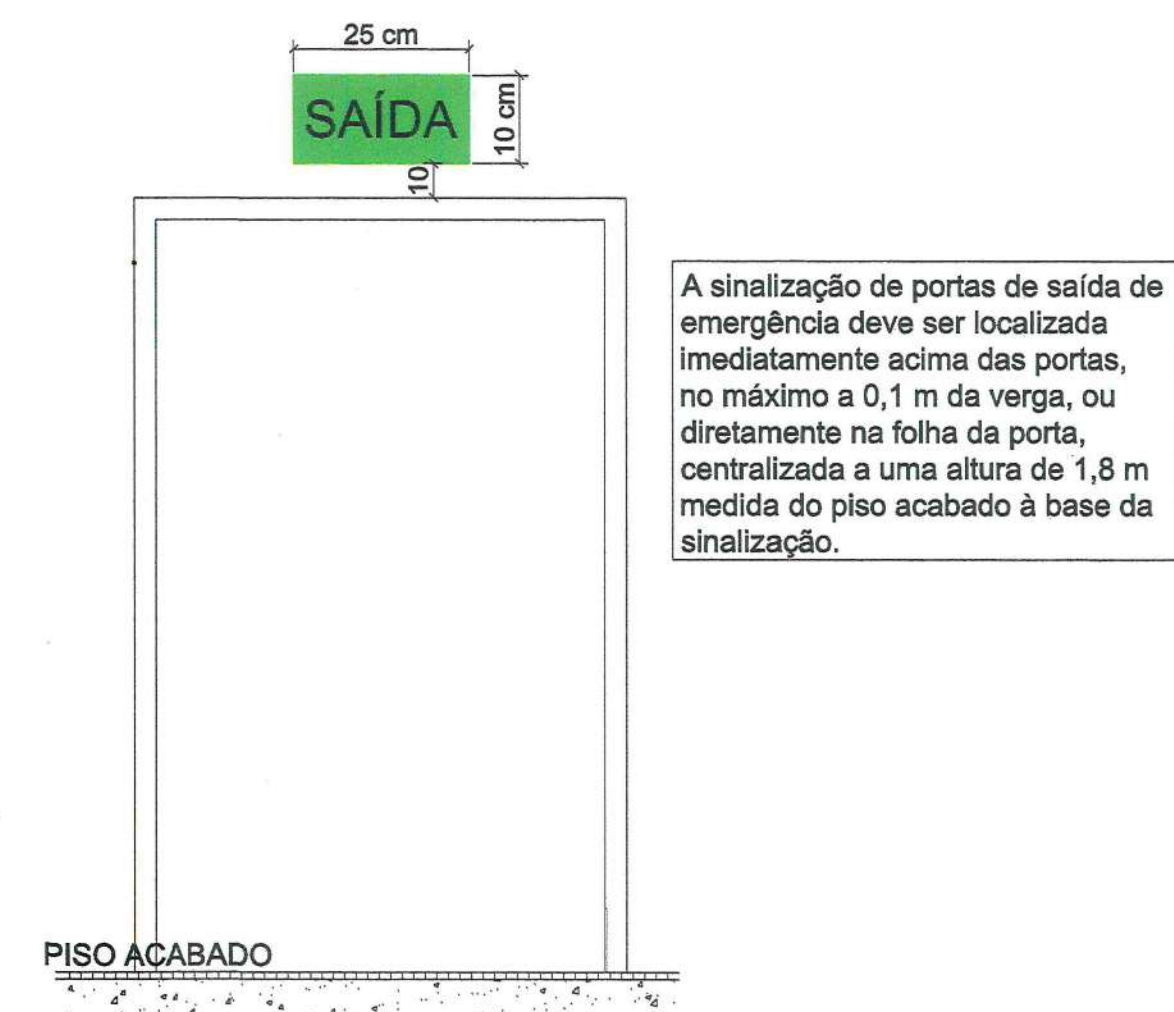 25 cm
SAÍDA
10 cm
10
A sinalização de portas de saída de
emergência deve ser localizada
imediatamente acima das portas,
no máximo a 0,1 m da verga, ou
diretamente na folha da porta,
centralizada a uma altura de 1,8 m
medida do piso acabado à base da
sinalização.
PISO ACABADO